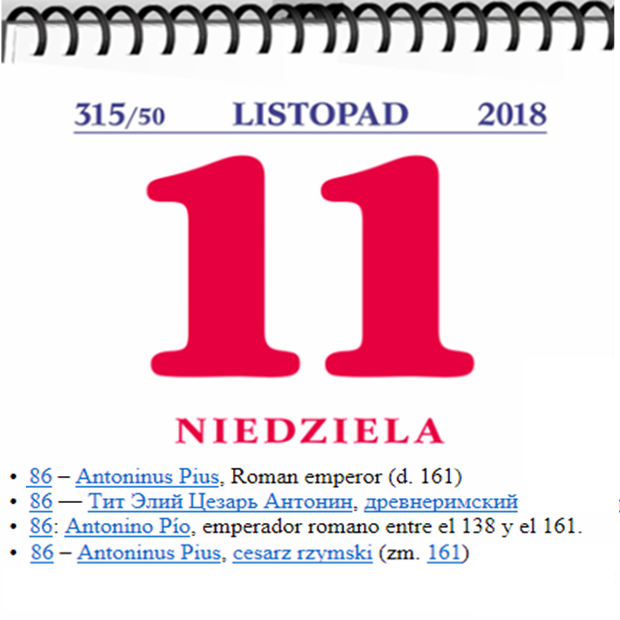 315/50 LISTOPAD 2018
11
NIEDZIELA
• 86 – Antoninus Pius, Roman emperor (d. 161)
• 86 — Тит Элий Цезарь Антонин, древнеримский
• 86: Antonino Pío, emperador romano entre el 138 y el 161.
• 86 – Antoninus Pius, cesarz rzymski (zm. 161)